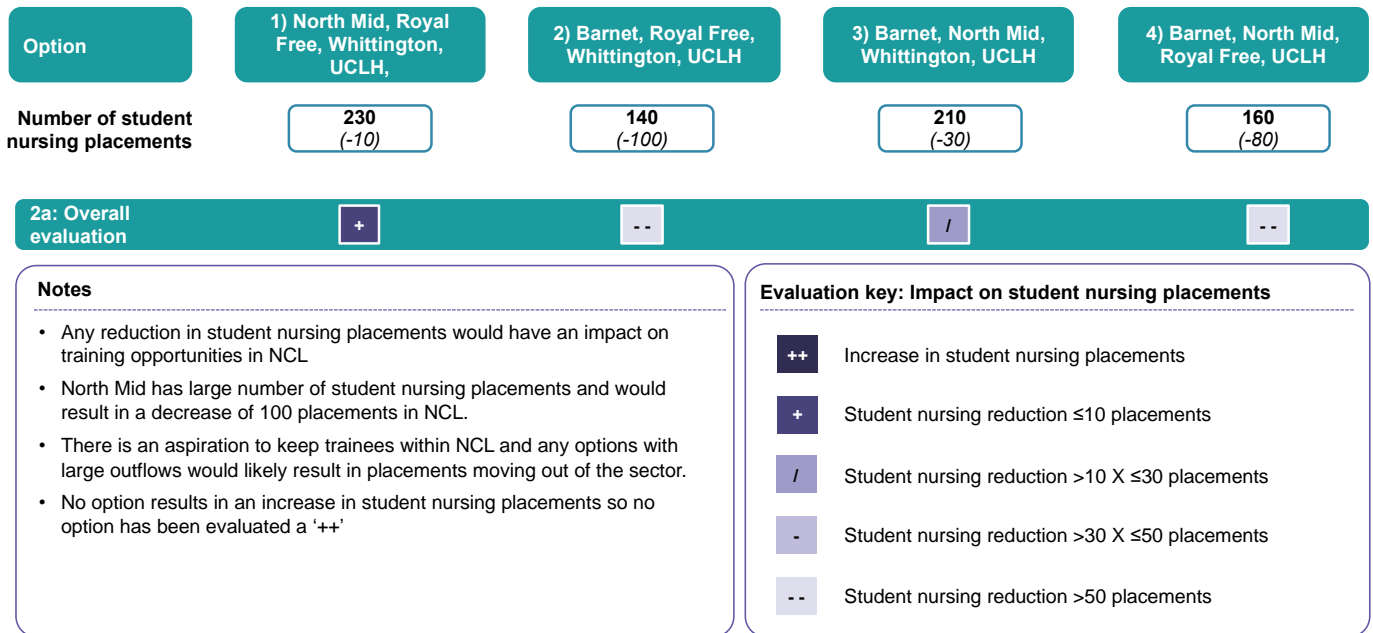 Option
1) North Mid, Royal
Free, Whittington,
UCLH,
2) Barnet, Royal Free,
Whittington, UCLH
3) Barnet, North Mid,
Whittington, UCLH
4) Barnet, North Mid,
Royal Free, UCLH
Number of student
nursing placements
230
(-10)
140
(-100)
210
(-30)
160
(-80)
2a: Overall
evaluation
+
- -
/
- -
Notes
• Any reduction in student nursing placements would have an impact on
training opportunities in NCL
• North Mid has large number of student nursing placements and would
result in a decrease of 100 placements in NCL.
• There is an aspiration to keep trainees within NCL and any options with
large outflows would likely result in placements moving out of the sector.
• No option results in an increase in student nursing placements so no
option has been evaluated a ‘++’
Evaluation key: Impact on student nursing placements
++ Increase in student nursing placements
+ Student nursing reduction ≤10 placements
/ Student nursing reduction >10 X ≤30 placements
- Student nursing reduction >30 X ≤50 placements
- - Student nursing reduction >50 placements